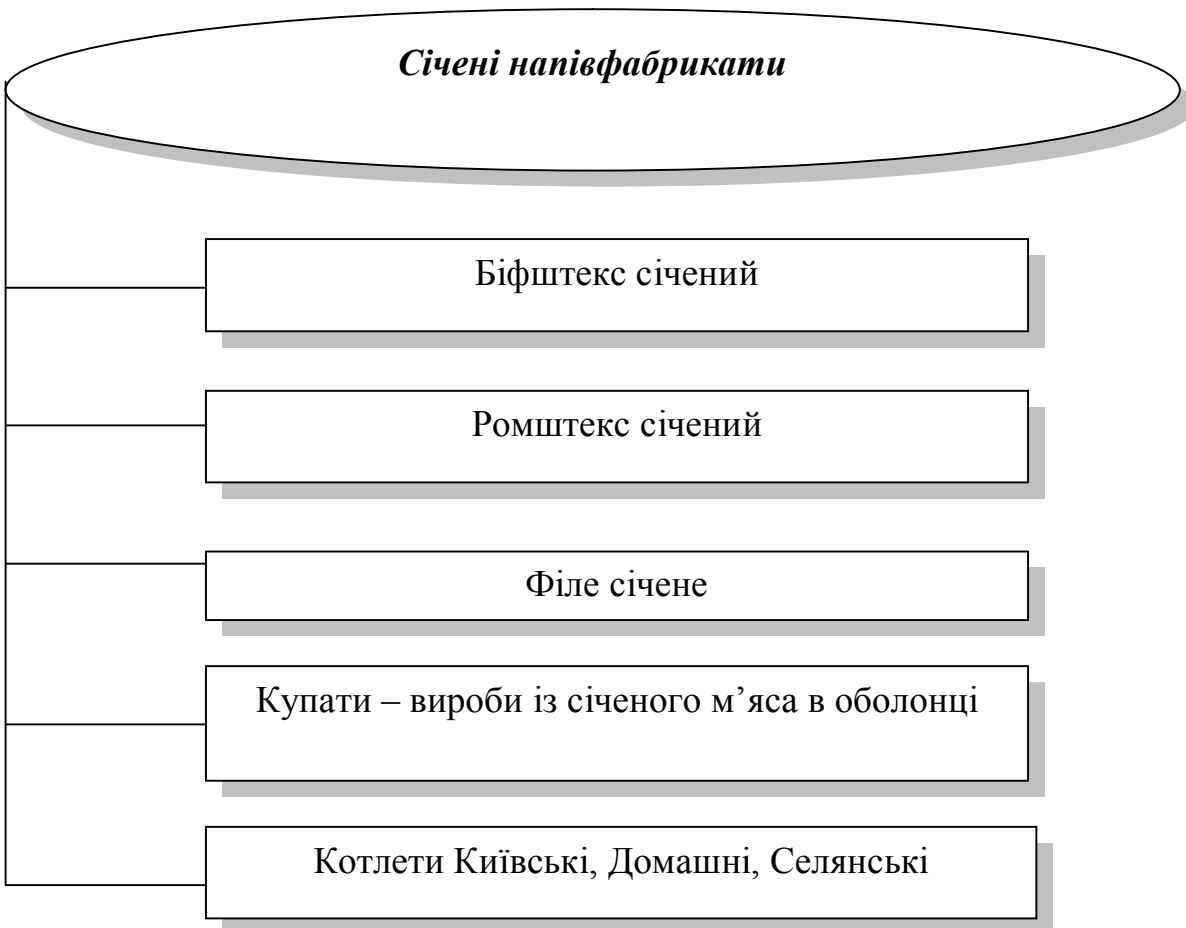 Січені напівфабрикати
Біфштекс січений
Ромштекс січений
Філе січене
Купати – вироби із січеного м’яса в оболонці
Котлети Київські, Домашні, Селянські